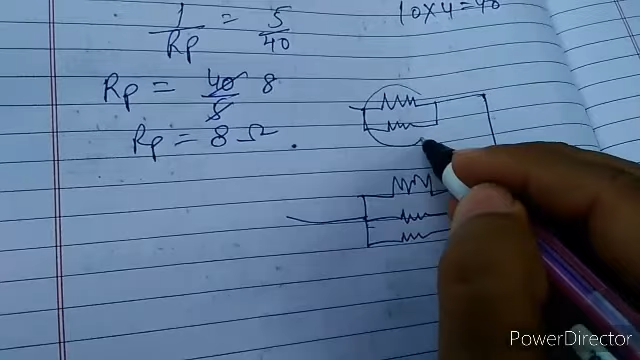 1/Rp = 5/40
10×4=40
Rp = 40/5 8
Rp = 8 Ω.
PowerDirector